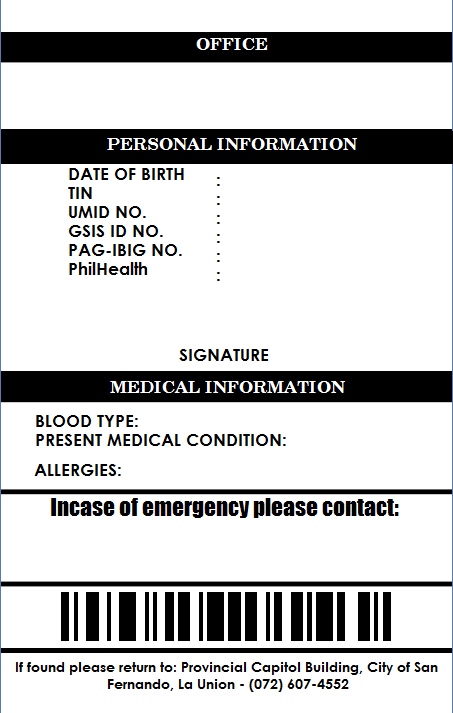 OFFICE
PERSONAL INFORMATION
DATE OF BIRTH :
TIN :
UMID NO. :
GSIS ID NO. :
PAG-IBIG NO. :
PhilHealth :
SIGNATURE
MEDICAL INFORMATION
BLOOD TYPE:
PRESENT MEDICAL CONDITION:
ALLERGIES:
Incase of emergency please contact:
If found please return to: Provincial Capitol Building, City of San
Fernando, La Union - (072) 607-4552